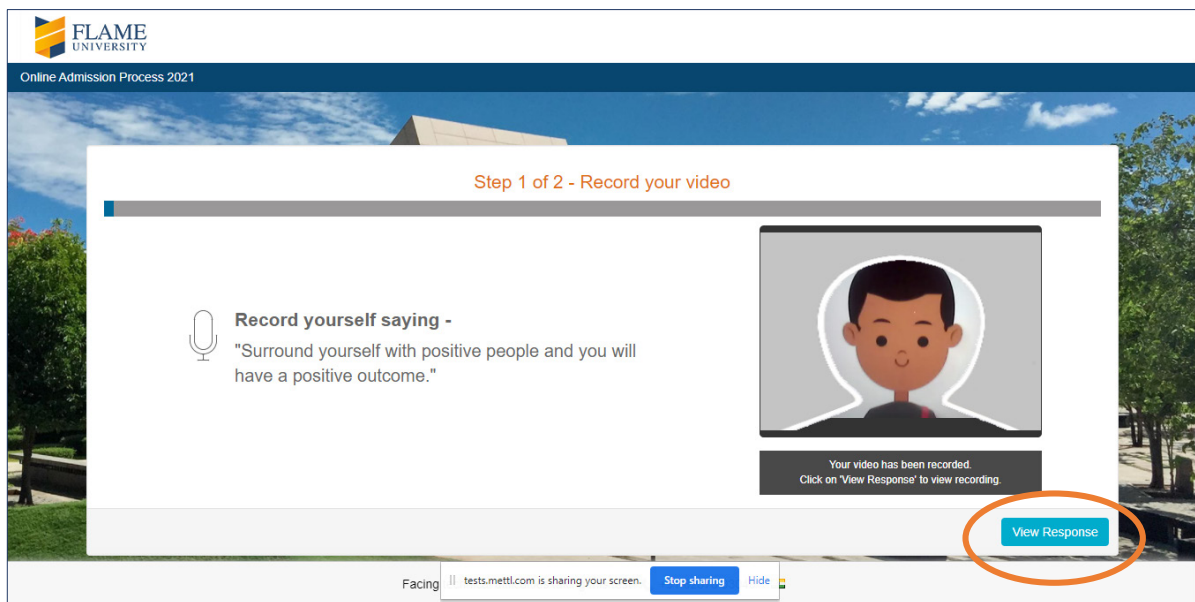 FLAME
UNIVERSITY
Online Admission Process 2021
Step 1 of 2 - Record your video
Record yourself saying -
"Surround yourself with positive people and you will
have a positive outcome."
Your video has been recorded.
Click on 'View Response' to view recording.
View Response
Facing
tests.mettl.com is sharing your screen. Stop sharing Hide